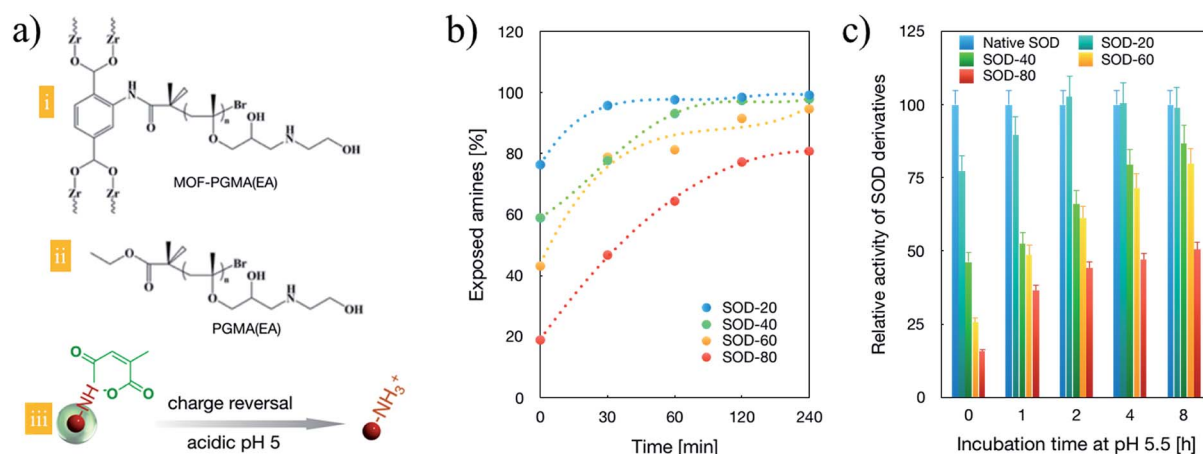 a)
Zr Zr
O O
i
H
N
O
Br
n
OH
O
H
N
OH
O O
Zr Zr
MOF-PGMA(EA)
ii
O
O
Br
n
OH
O
H
N
OH
PGMA(EA)
iii
O
O
O
-O
NH
charge reversal
acidic pH 5
NH3+
b)
Exposed amines [%]
120
100
80
60
40
20
0
SOD-20
SOD-40
SOD-60
SOD-80
0 30 60 120 240
Time [min]
c)
Relative activity of SOD derivatives
125
100
75
50
25
0
Native SOD SOD-20
SOD-40 SOD-60
SOD-80
0 1 2 4 8
Incubation time at pH 5.5 [h]